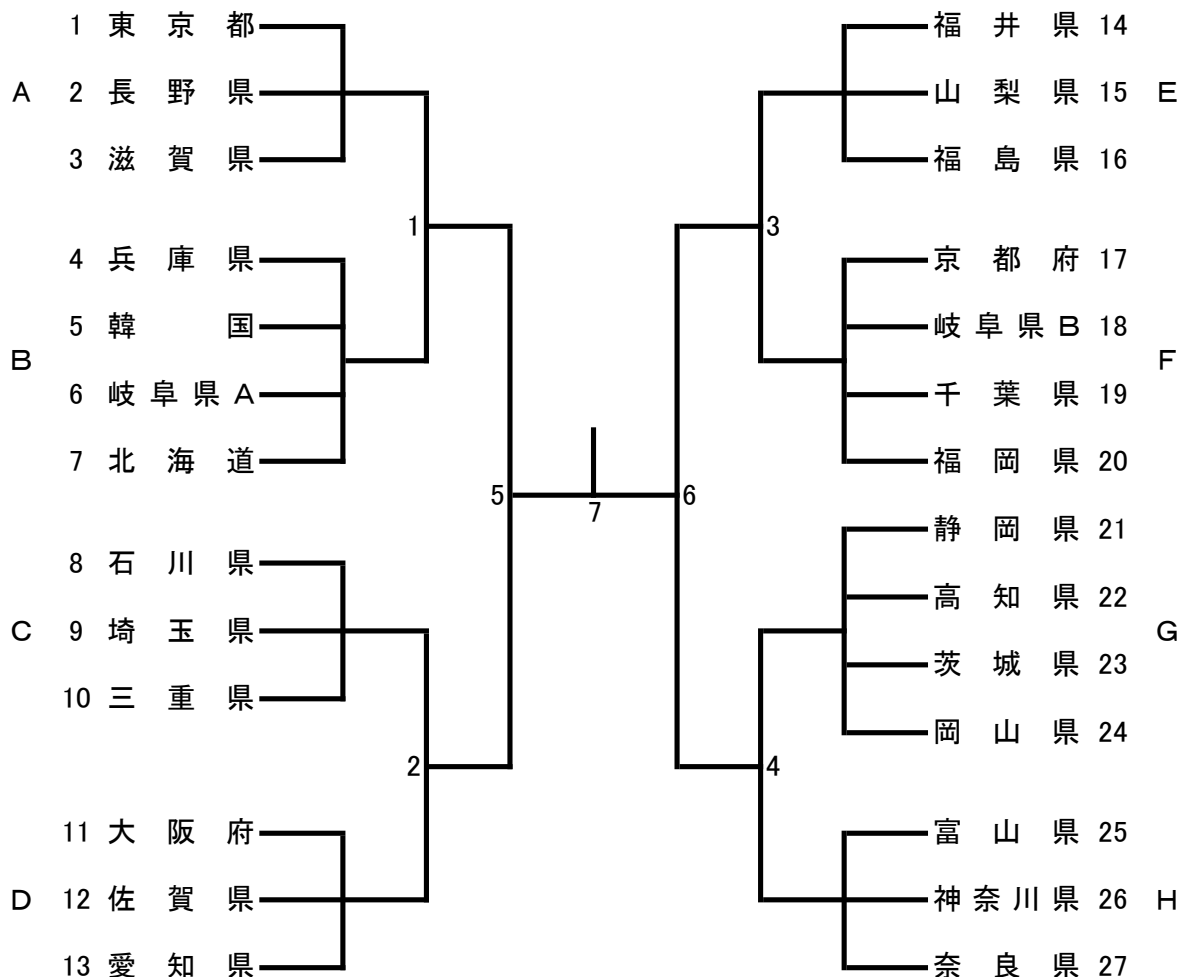 1 東京都
A 2 長野県
3 滋賀県
1
4 兵庫県
5 韓国
B
6 岐阜県A
7 北海道
5
8 石川県
C 9 埼玉県
10 三重県
2
11 大阪府
D 12 佐賀県
13 愛知県
7
福井県 14
山梨県 15 E
福島県 16
3
京都府 17
岐阜県B 18
F
千葉県 19
福岡県 20
6
静岡県 21
高知県 22
G
茨城県 23
岡山県 24
4
富山県 25
神奈川県 26 H
奈良県 27